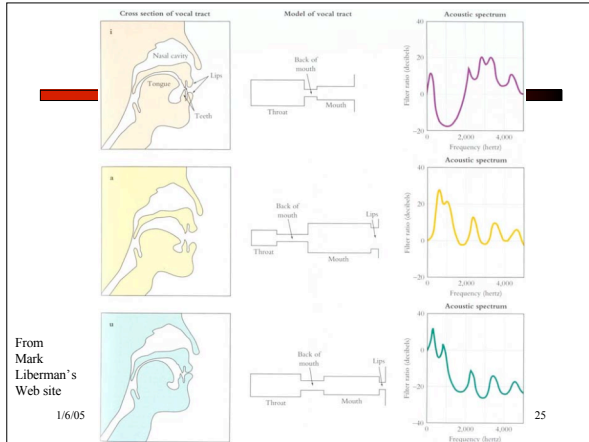 Cross section of vocal tract
Model of vocal tract
Acoustic spectrum
i
Nasal cavity
Tongue
Lips
Teeth
Back of
mouth
Throat
Mouth
Filter ratio (decibels)
40
20
0
−20
0
2,000
4,000
Frequency (hertz)
a
Back of
mouth
Lips
Throat
Mouth
Acoustic spectrum
Filter ratio (decibels)
40
20
0
−20
0
2,000
4,000
Frequency (hertz)
u
Back of
mouth
Lips
Throat
Mouth
Acoustic spectrum
Filter ratio (decibels)
40
20
0
−20
−40
0
2,000
4,000
Frequency (hertz)
From
Mark
Liberman's
Web site
1/6/05
25